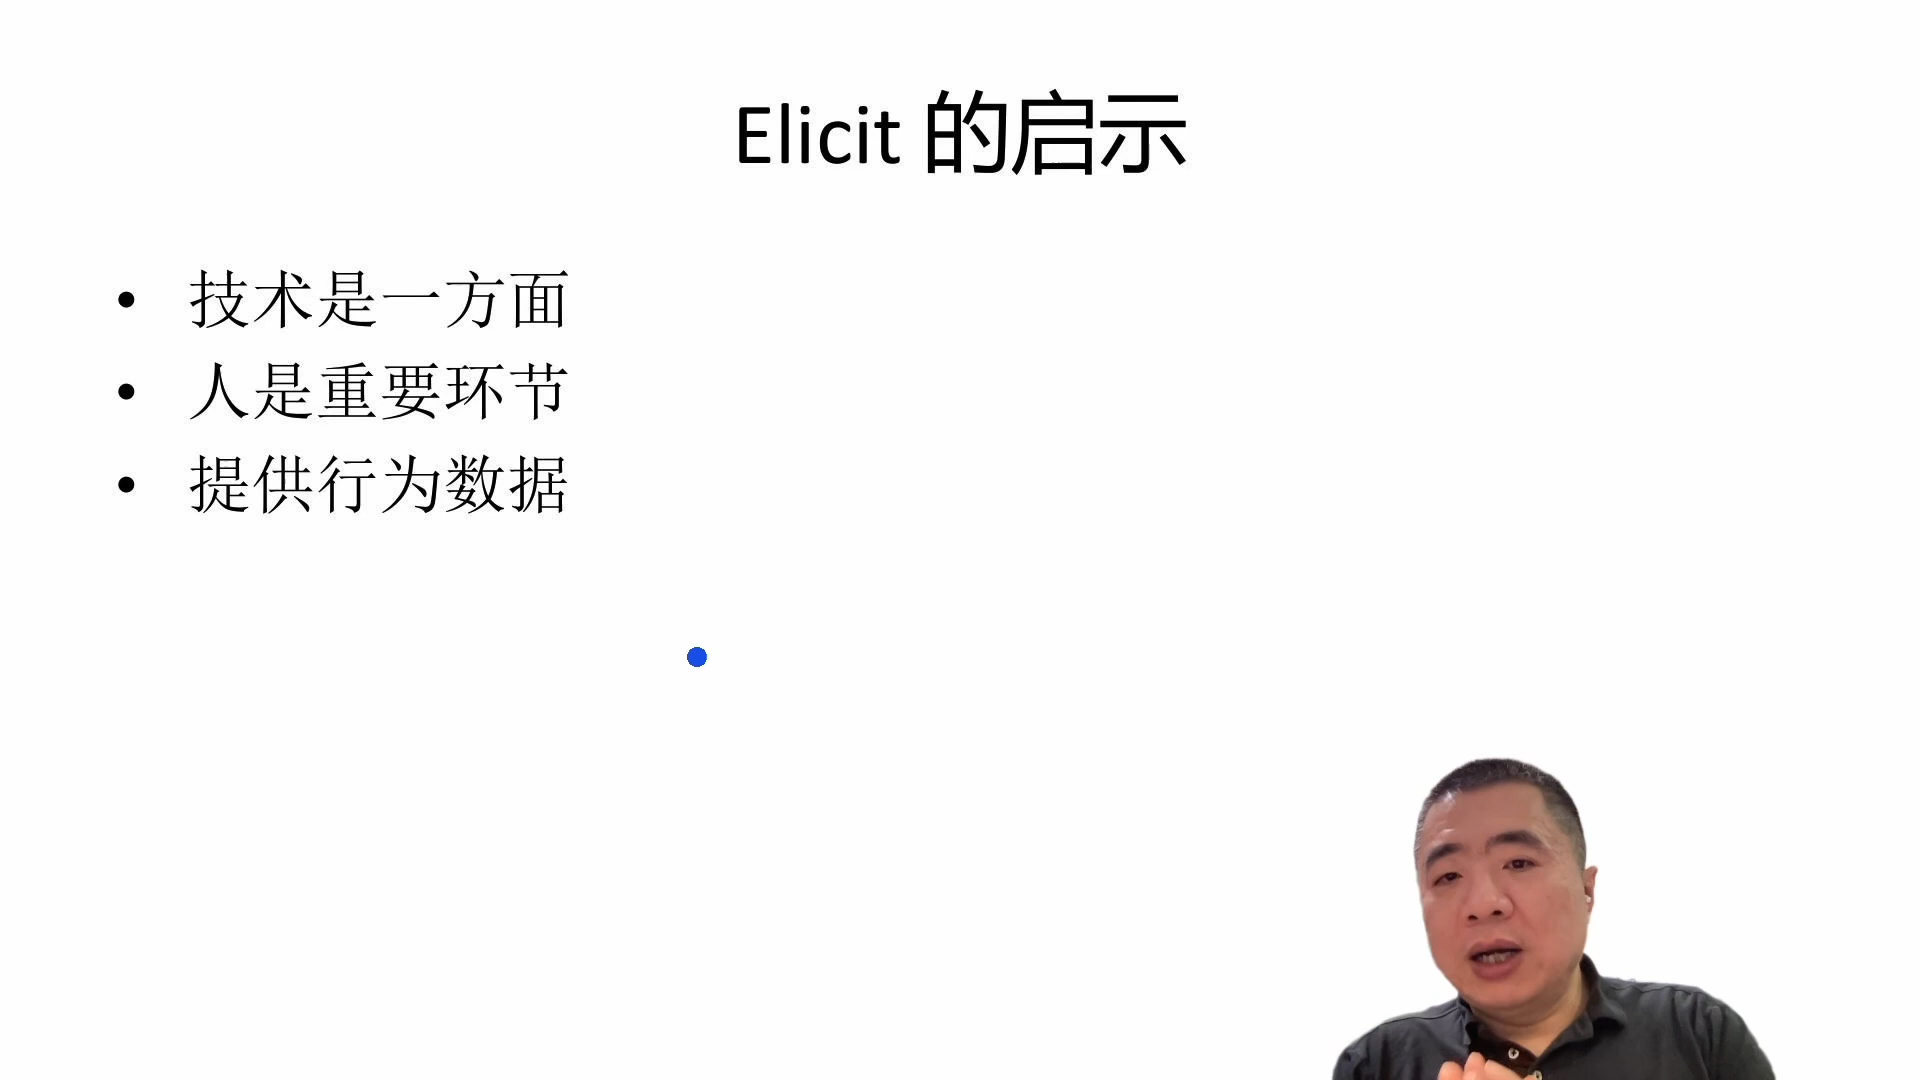 Elicit 的启示
• 技术是一方面
• 人是重要环节
• 提供行为数据